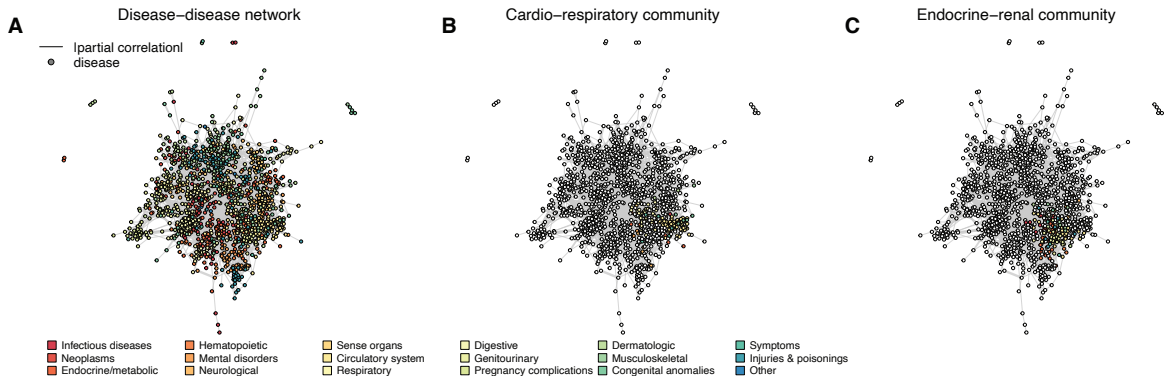 A
Disease–disease network
|partial correlation|
disease
B
Cardio–respiratory community
C
Endocrine–renal community
Infectious diseases
Neoplasms
Endocrine/metabolic
Hematopoietic
Mental disorders
Neurological
Sense organs
Circulatory system
Respiratory
Digestive
Genitourinary
Pregnancy complications
Dermatologic
Musculoskeletal
Congenital anomalies
Symptoms
Injuries & poisonings
Other